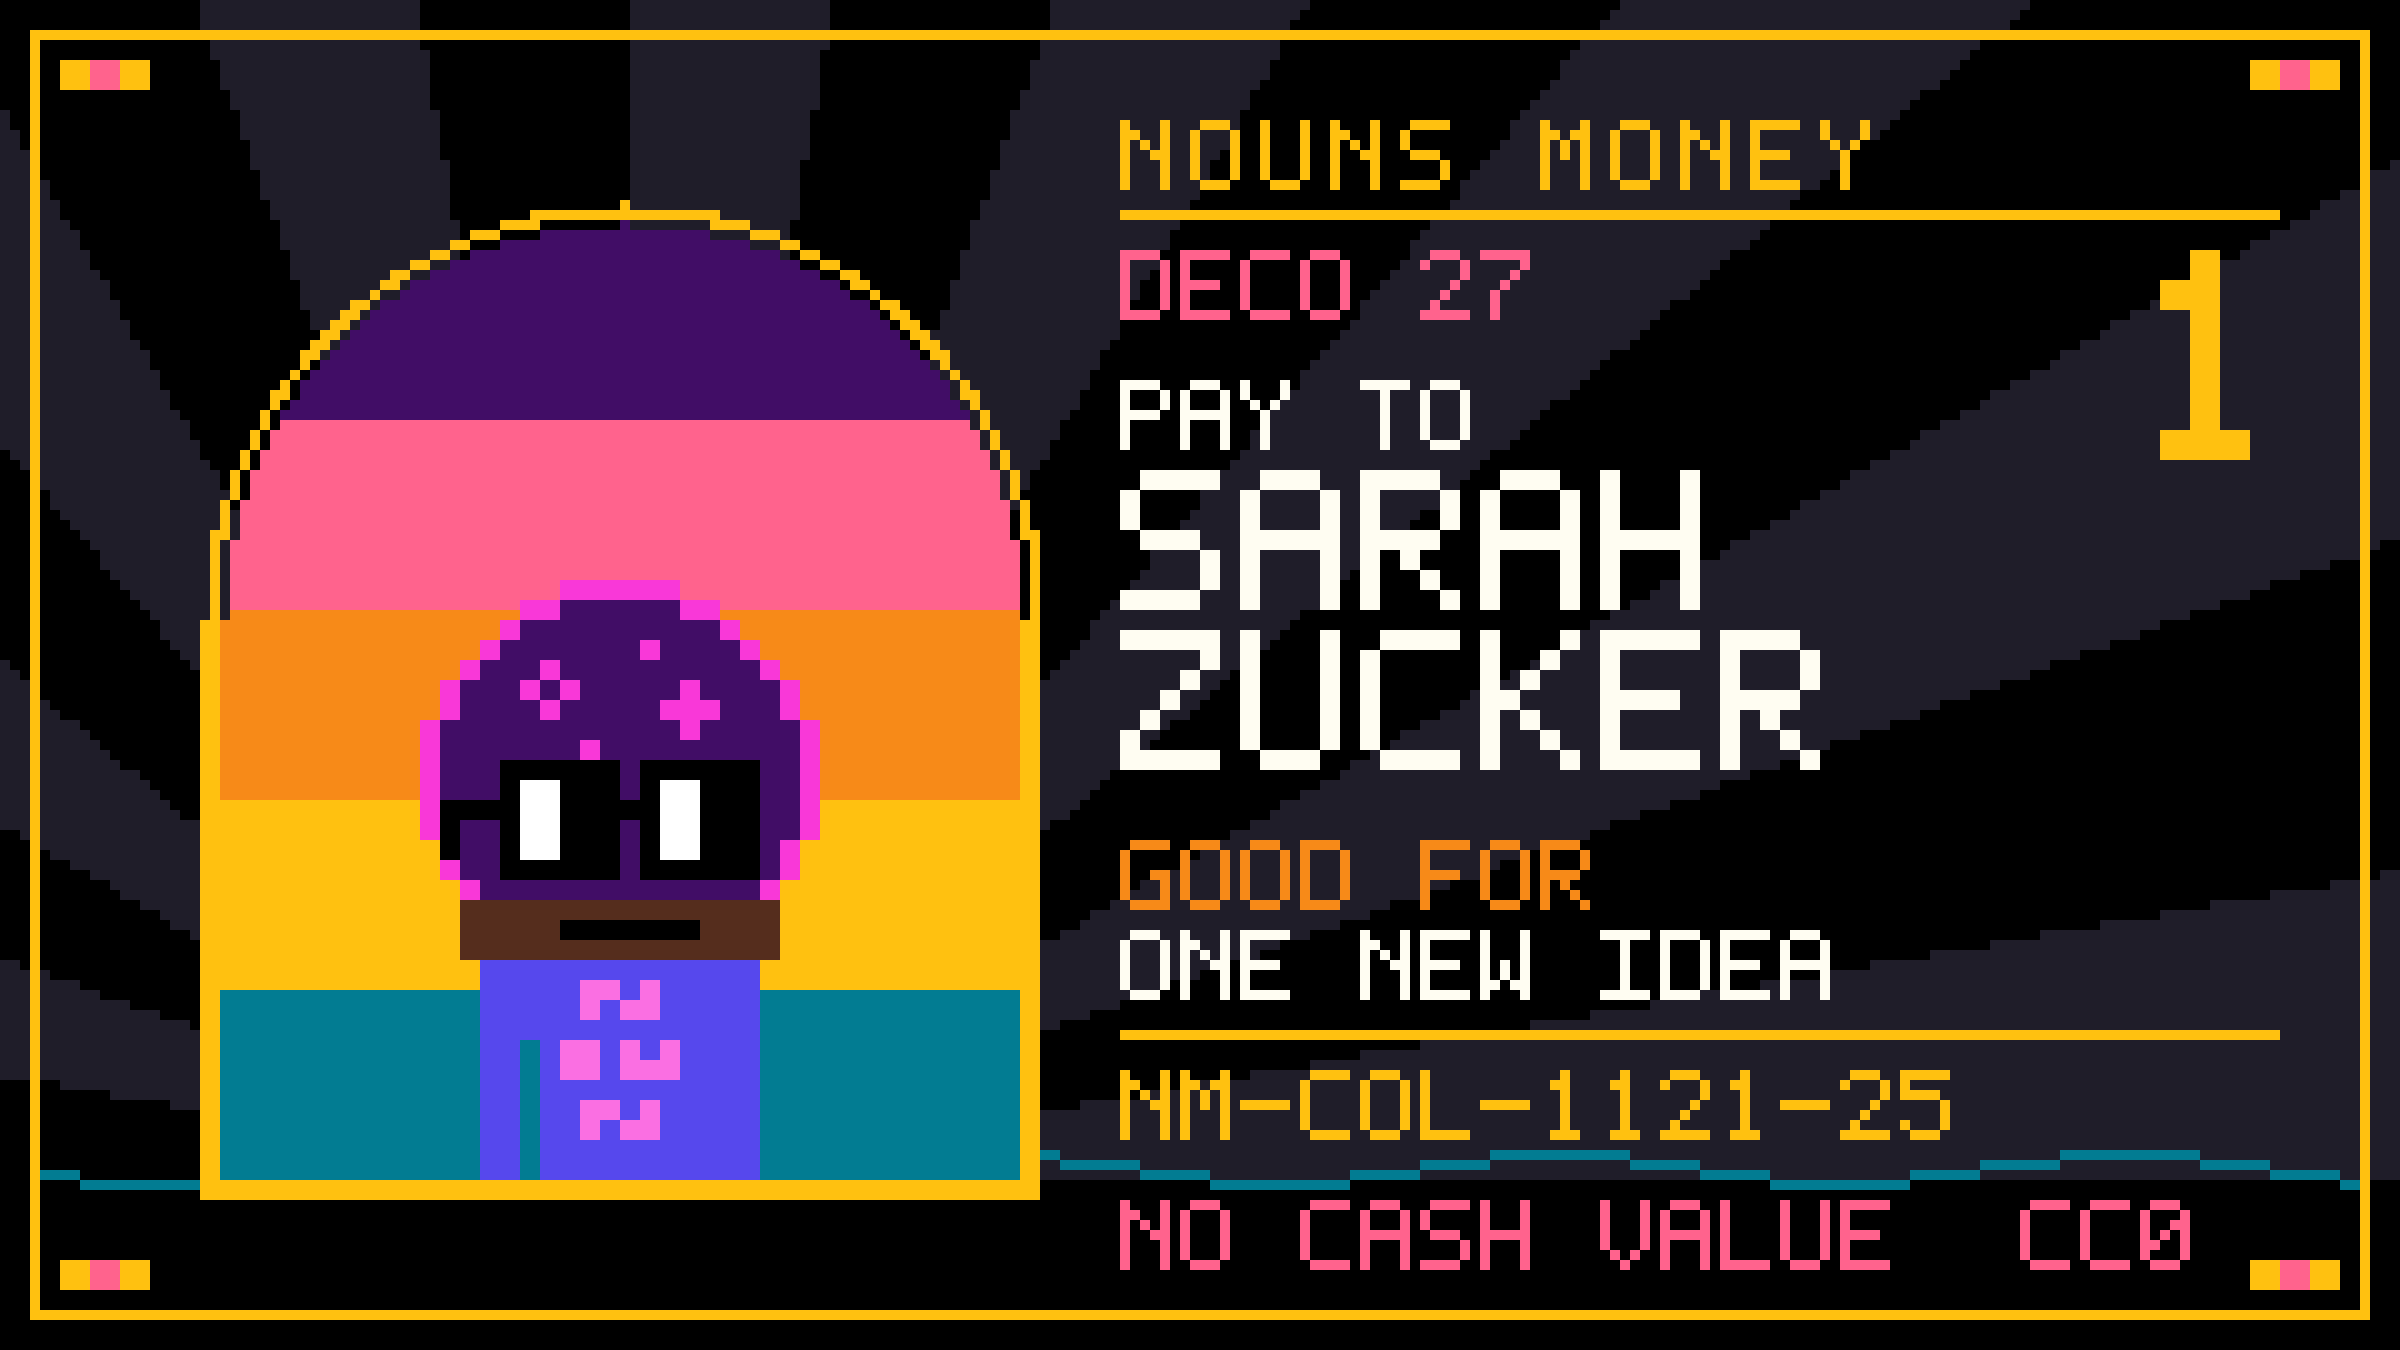 NOUNS MONEY
DECO 27
1
PAY TO
SARAH
ZUCKER
GOOD FOR
ONE NEW IDEA
NM-COL-1121-25
NO CASH VALUE CC0